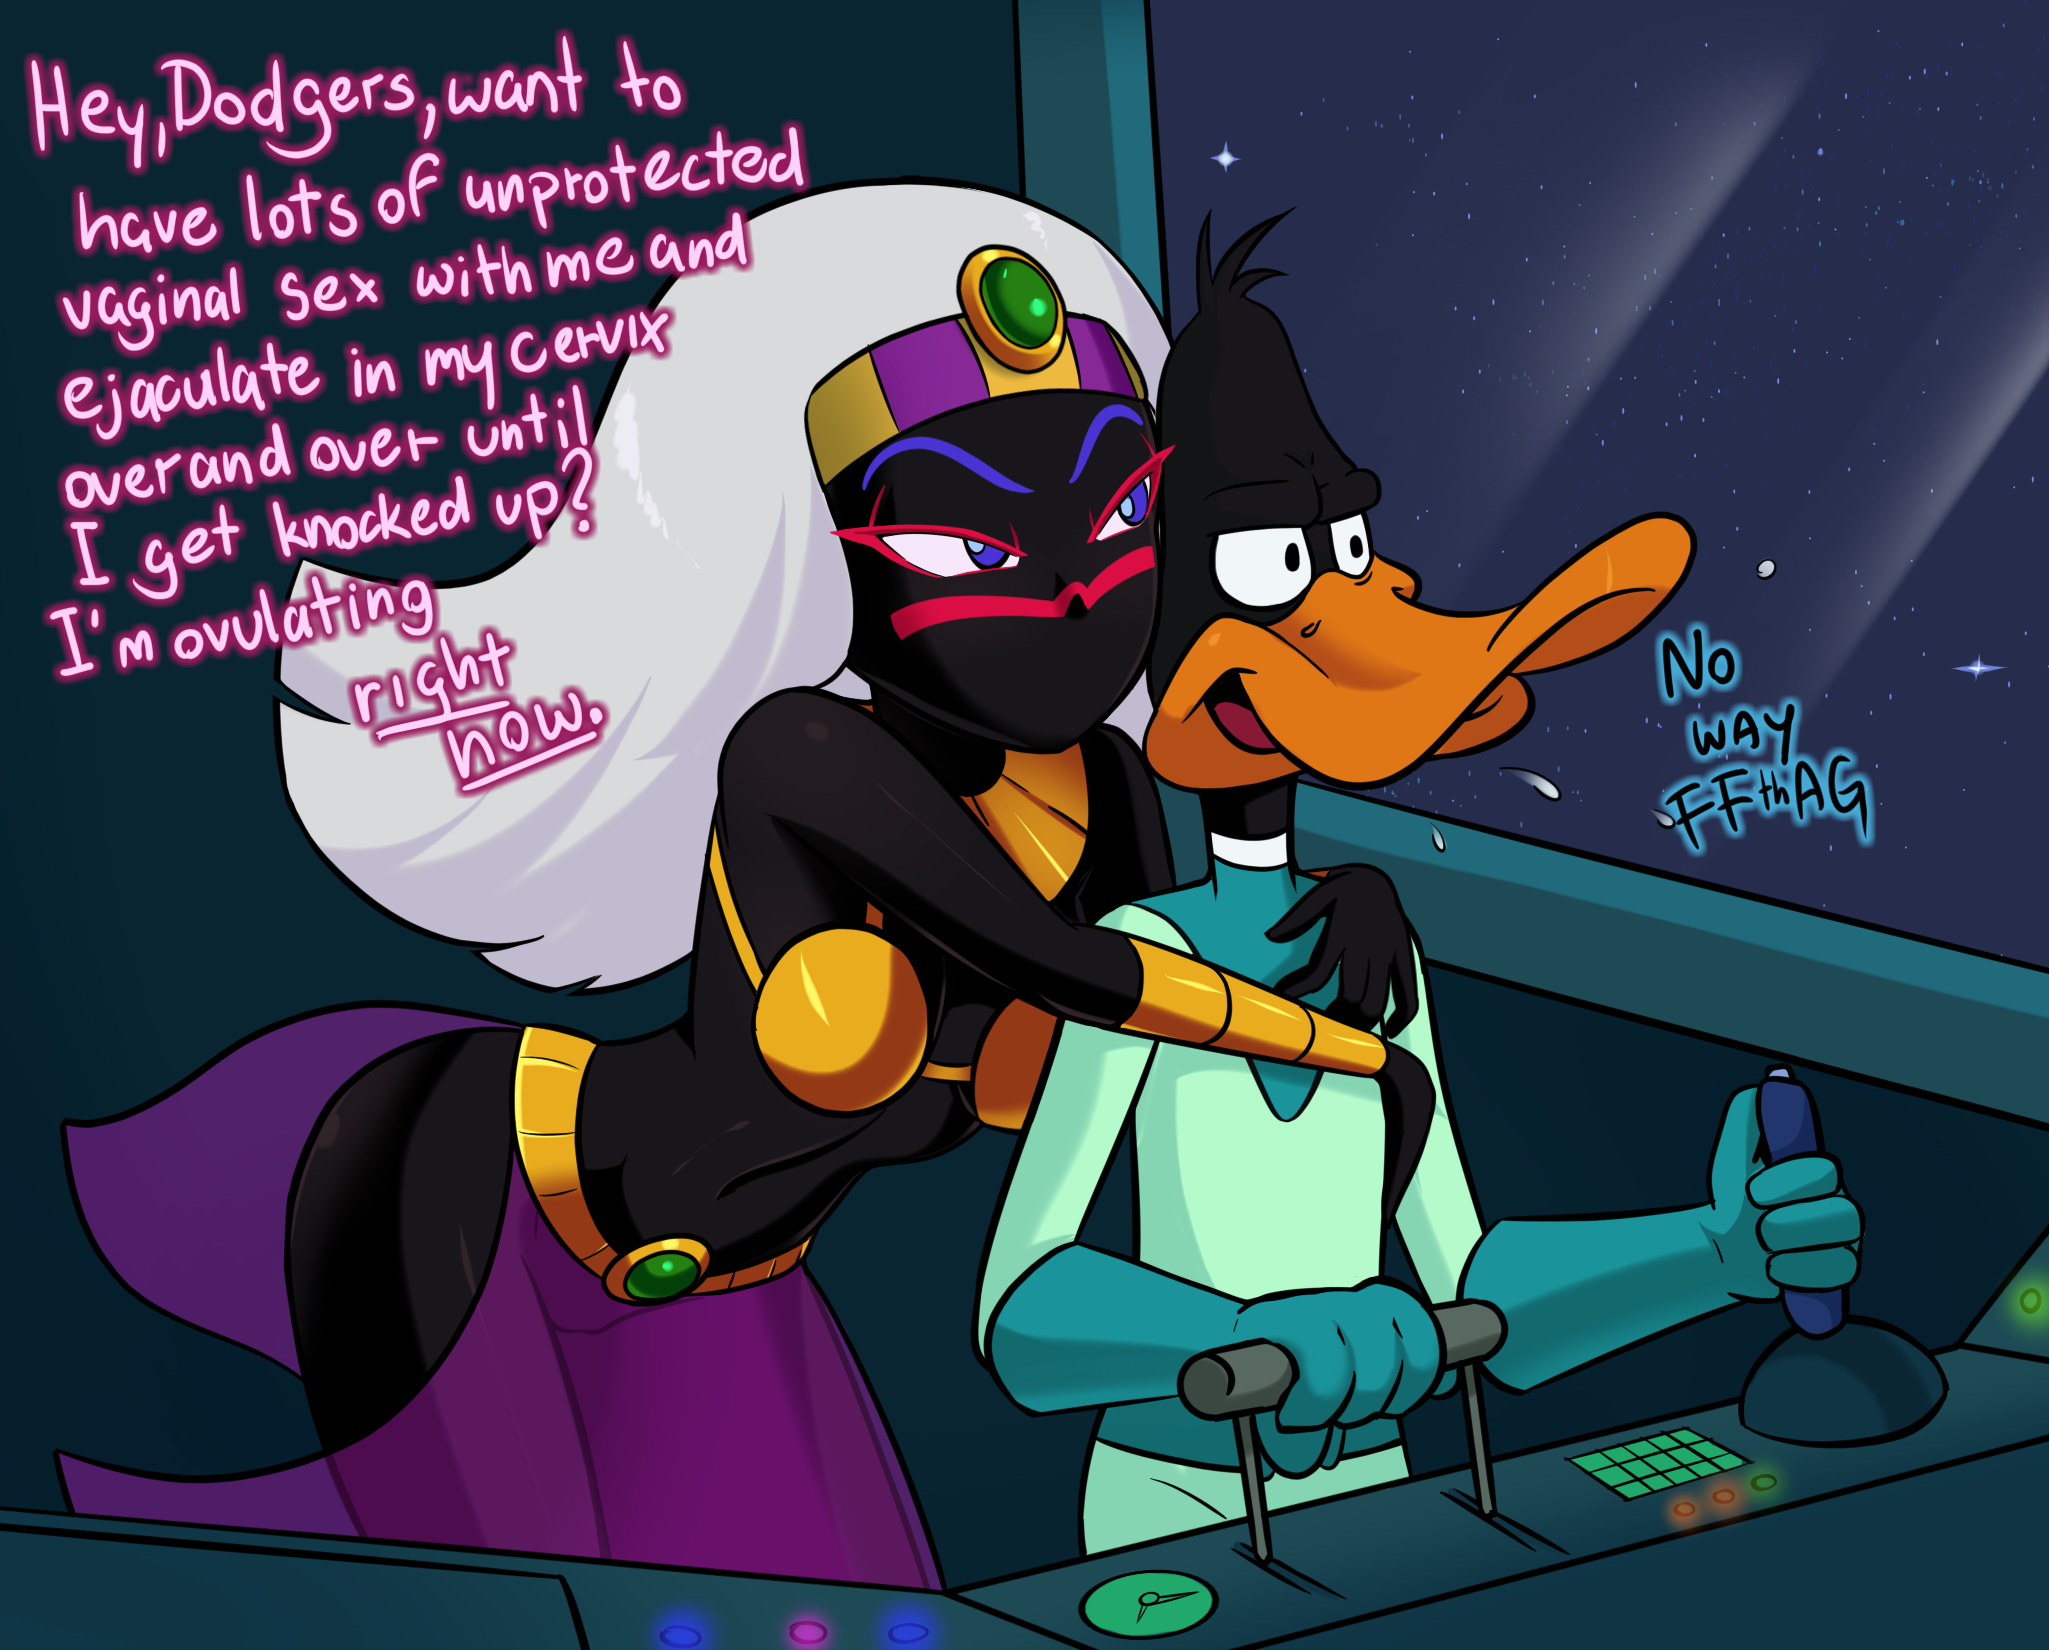 Hey, Dodgers, want to
have lots of unprotected
vaginal sex with me and
ejaculate in my cervix
over and over until
I get knocked up?
I'm ovulating
right
now.
No
way
FFthAG